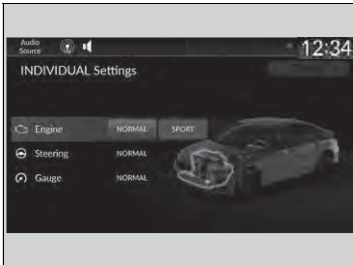 Audio
Source
12:34
INDIVIDUAL Settings
Engine NORMAL SPORT
Steering NORMAL
Gauge NORMAL